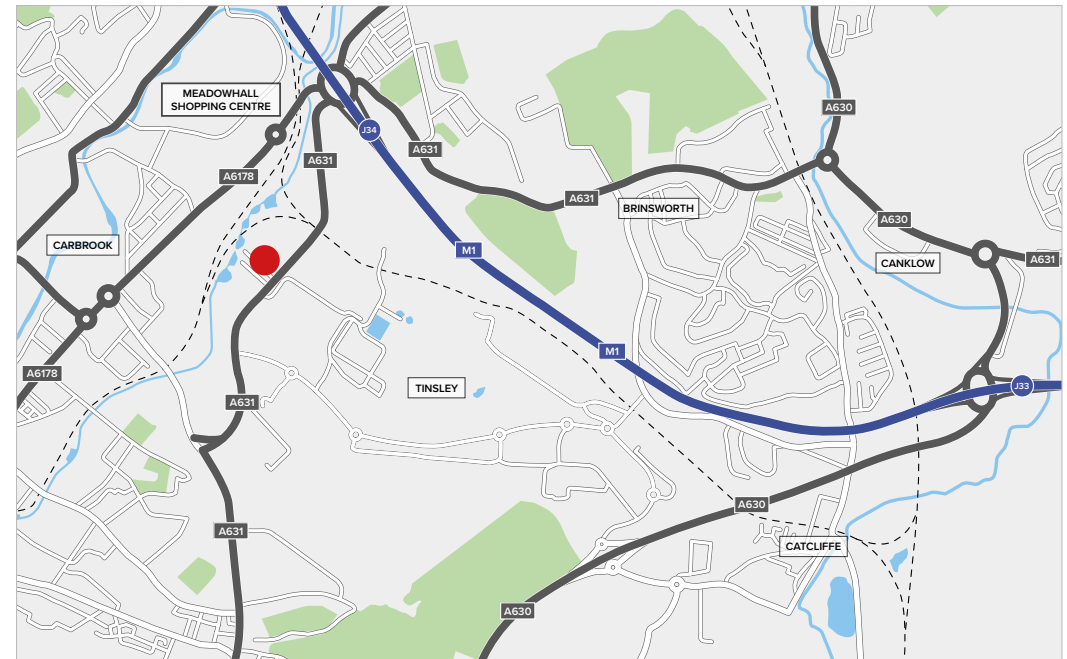 MEADOWHALL
SHOPPING CENTRE
A630
J34
A631
A631
A6178
A631
BRINSWORTH
A630
CARBROOK
M1
CANKLOW
A631
M1
A6178
TINSLEY
J33
A631
A630
A631
CATCLIFFE
A630